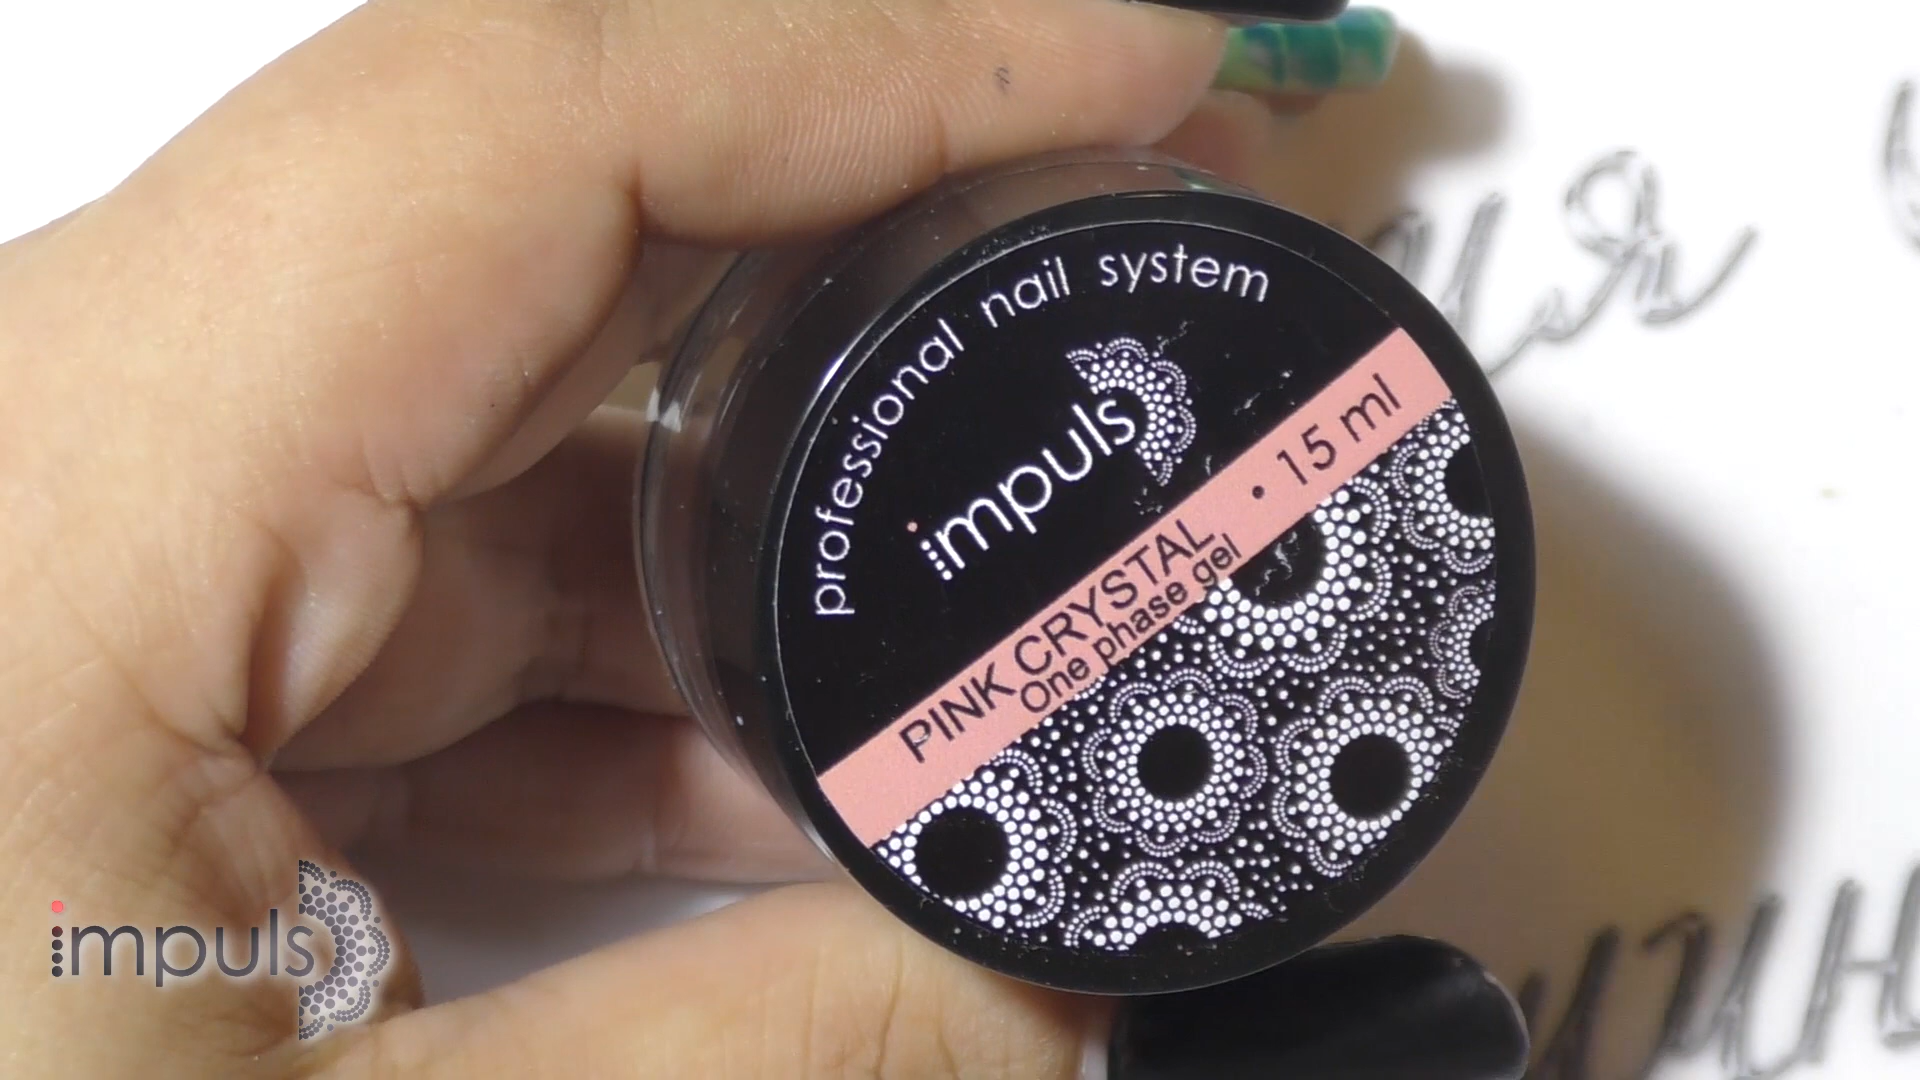 professional nail system
impuls
PINK CRYSTAL • 15 ml
One phase gel
impuls